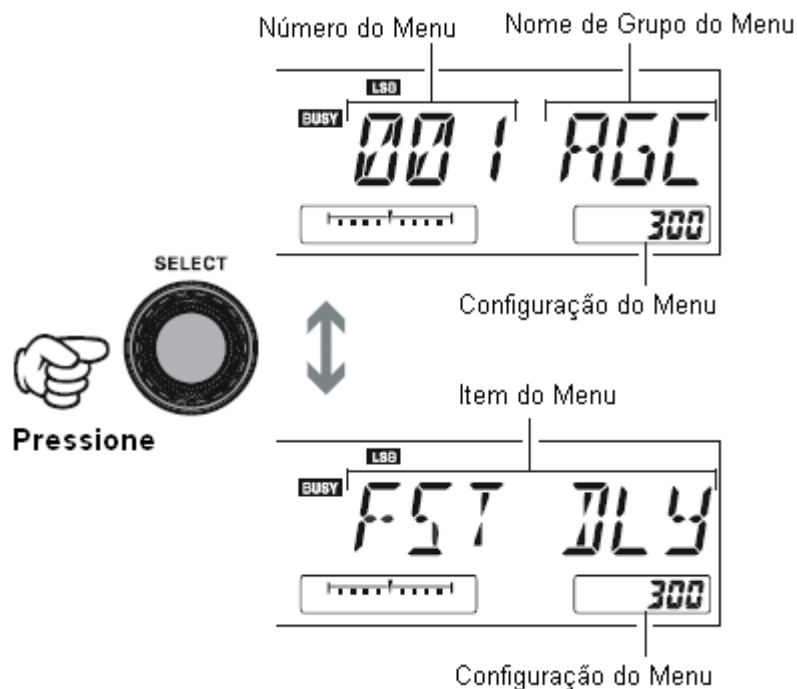 Número do Menu
Nome de Grupo do Menu
LSB
BUSY
001 AGC
300
SELECT
Configuração do Menu
Pressione
Item do Menu
LSB
BUSY
FST DLY
300
Configuração do Menu